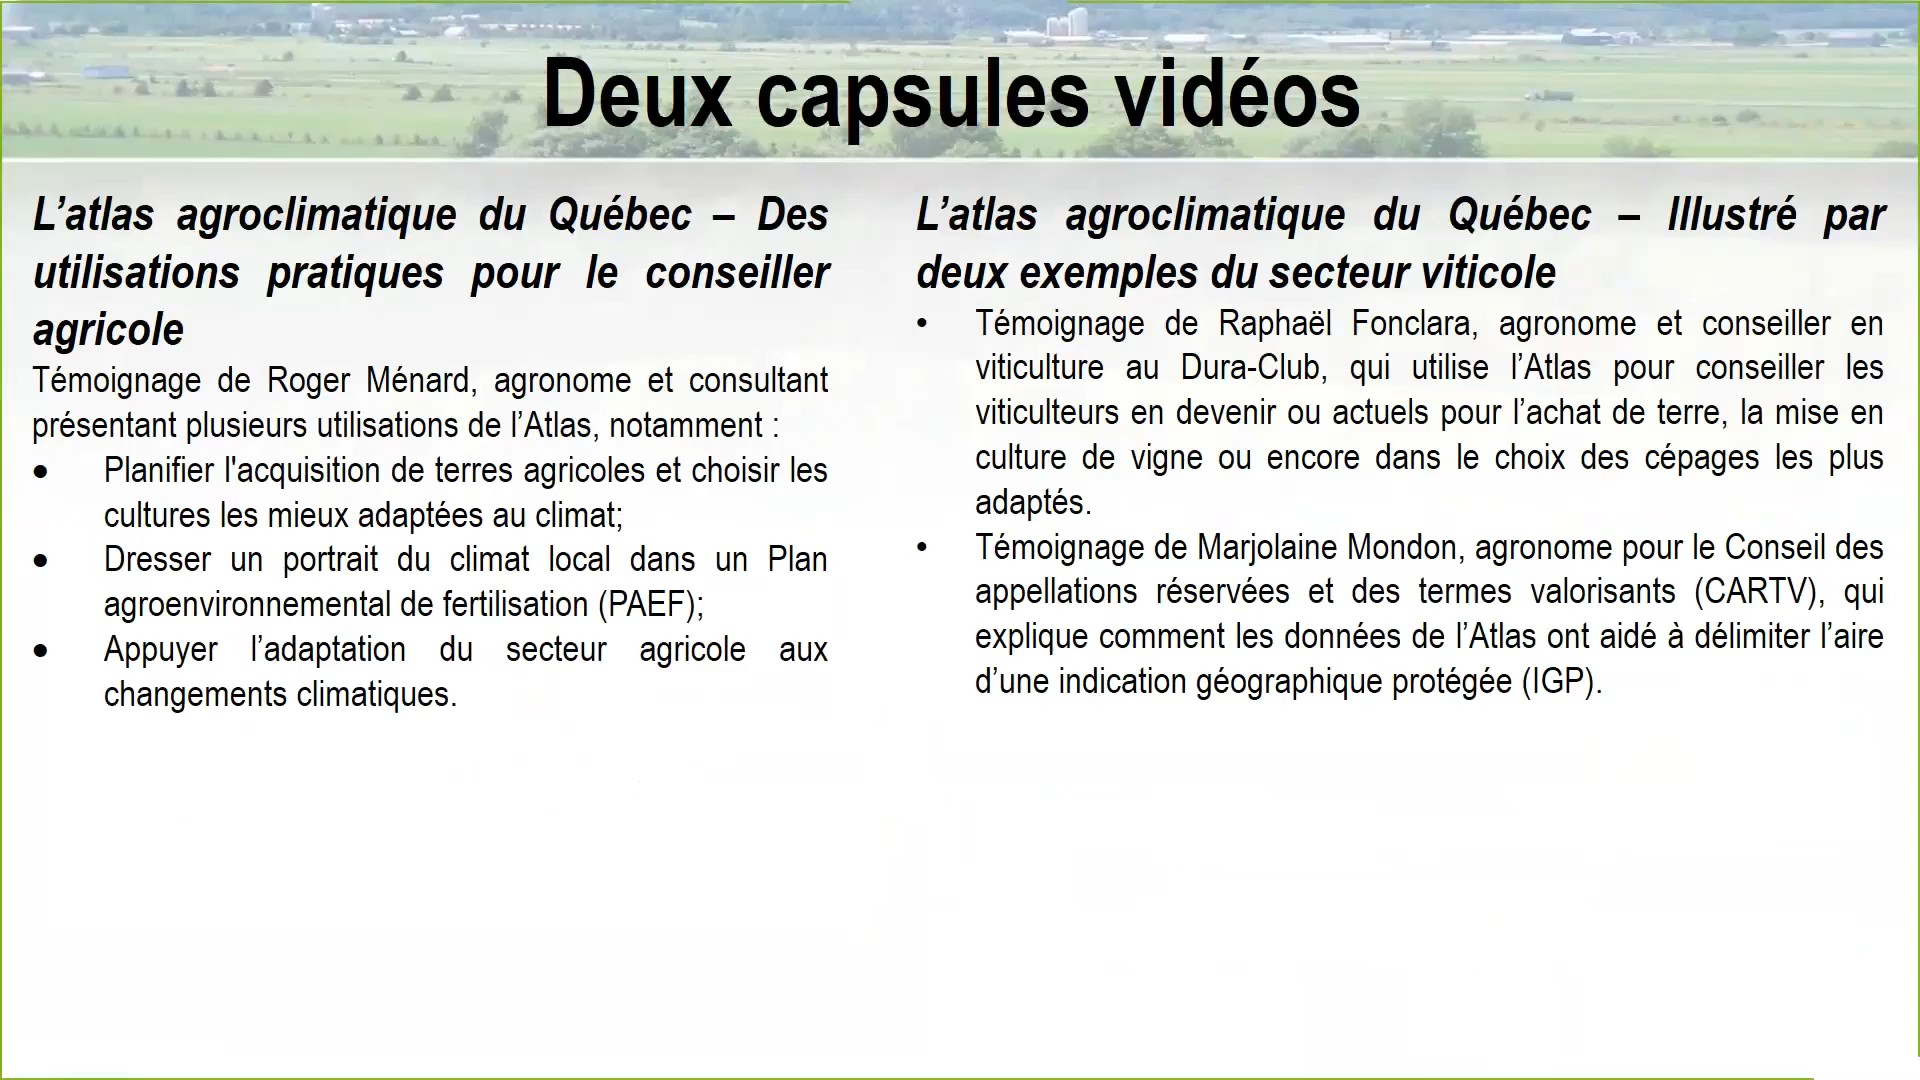 Deux capsules vidéos
L’atlas agroclimatique du Québec – Des
utilisations pratiques pour le conseiller
agricole
Témoignage de Roger Ménard, agronome et consultant
présentant plusieurs utilisations de l’Atlas, notamment :
• Planifier l'acquisition de terres agricoles et choisir les
cultures les mieux adaptées au climat;
• Dresser un portrait du climat local dans un Plan
agroenvironnemental de fertilisation (PAEF);
• Appuyer l’adaptation du secteur agricole aux
changements climatiques.
L’atlas agroclimatique du Québec – Illustré par
deux exemples du secteur viticole
• Témoignage de Raphaël Fonclara, agronome et conseiller en
viticulture au Dura-Club, qui utilise l’Atlas pour conseiller les
viticulteurs en devenir ou actuels pour l’achat de terre, la mise en
culture de vigne ou encore dans le choix des cépages les plus
adaptés.
• Témoignage de Marjolaine Mondon, agronome pour le Conseil des
appellations réservées et des termes valorisants (CARTV), qui
explique comment les données de l’Atlas ont aidé à délimiter l’aire
d’une indication géographique protégée (IGP).